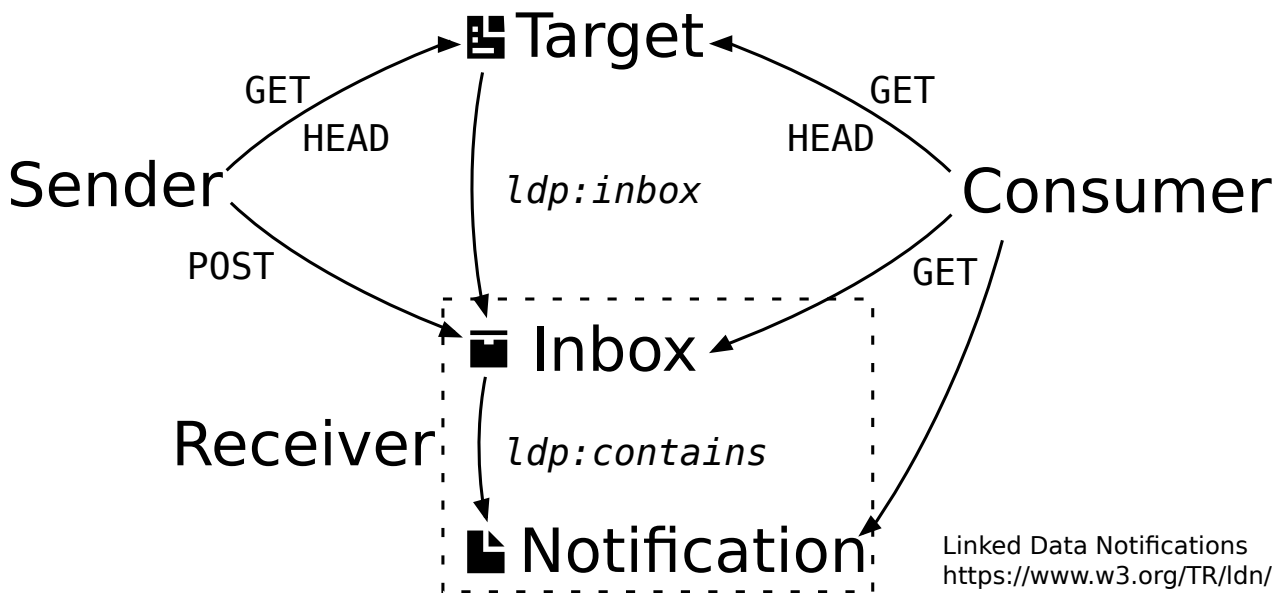 Target
GET
GET
HEAD
HEAD
Sender
ldp:inbox
Consumer
POST
GET
Inbox
Receiver
ldp:contains
Notification
Linked Data Notifications
https://www.w3.org/TR/ldn/